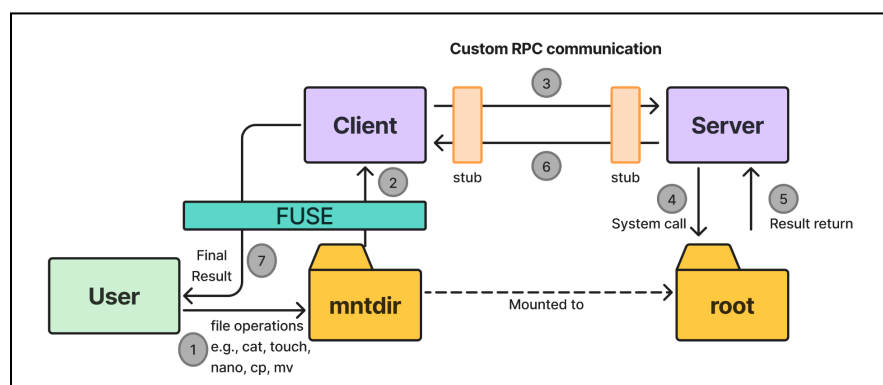 Custom RPC communication
3
Client
Server
6
stub
stub
2
4
5
System call
Result return
FUSE
Final
Result
7
User
mntdir
Mounted to
root
1
file operations
e.g., cat, touch,
nano, cp, mv